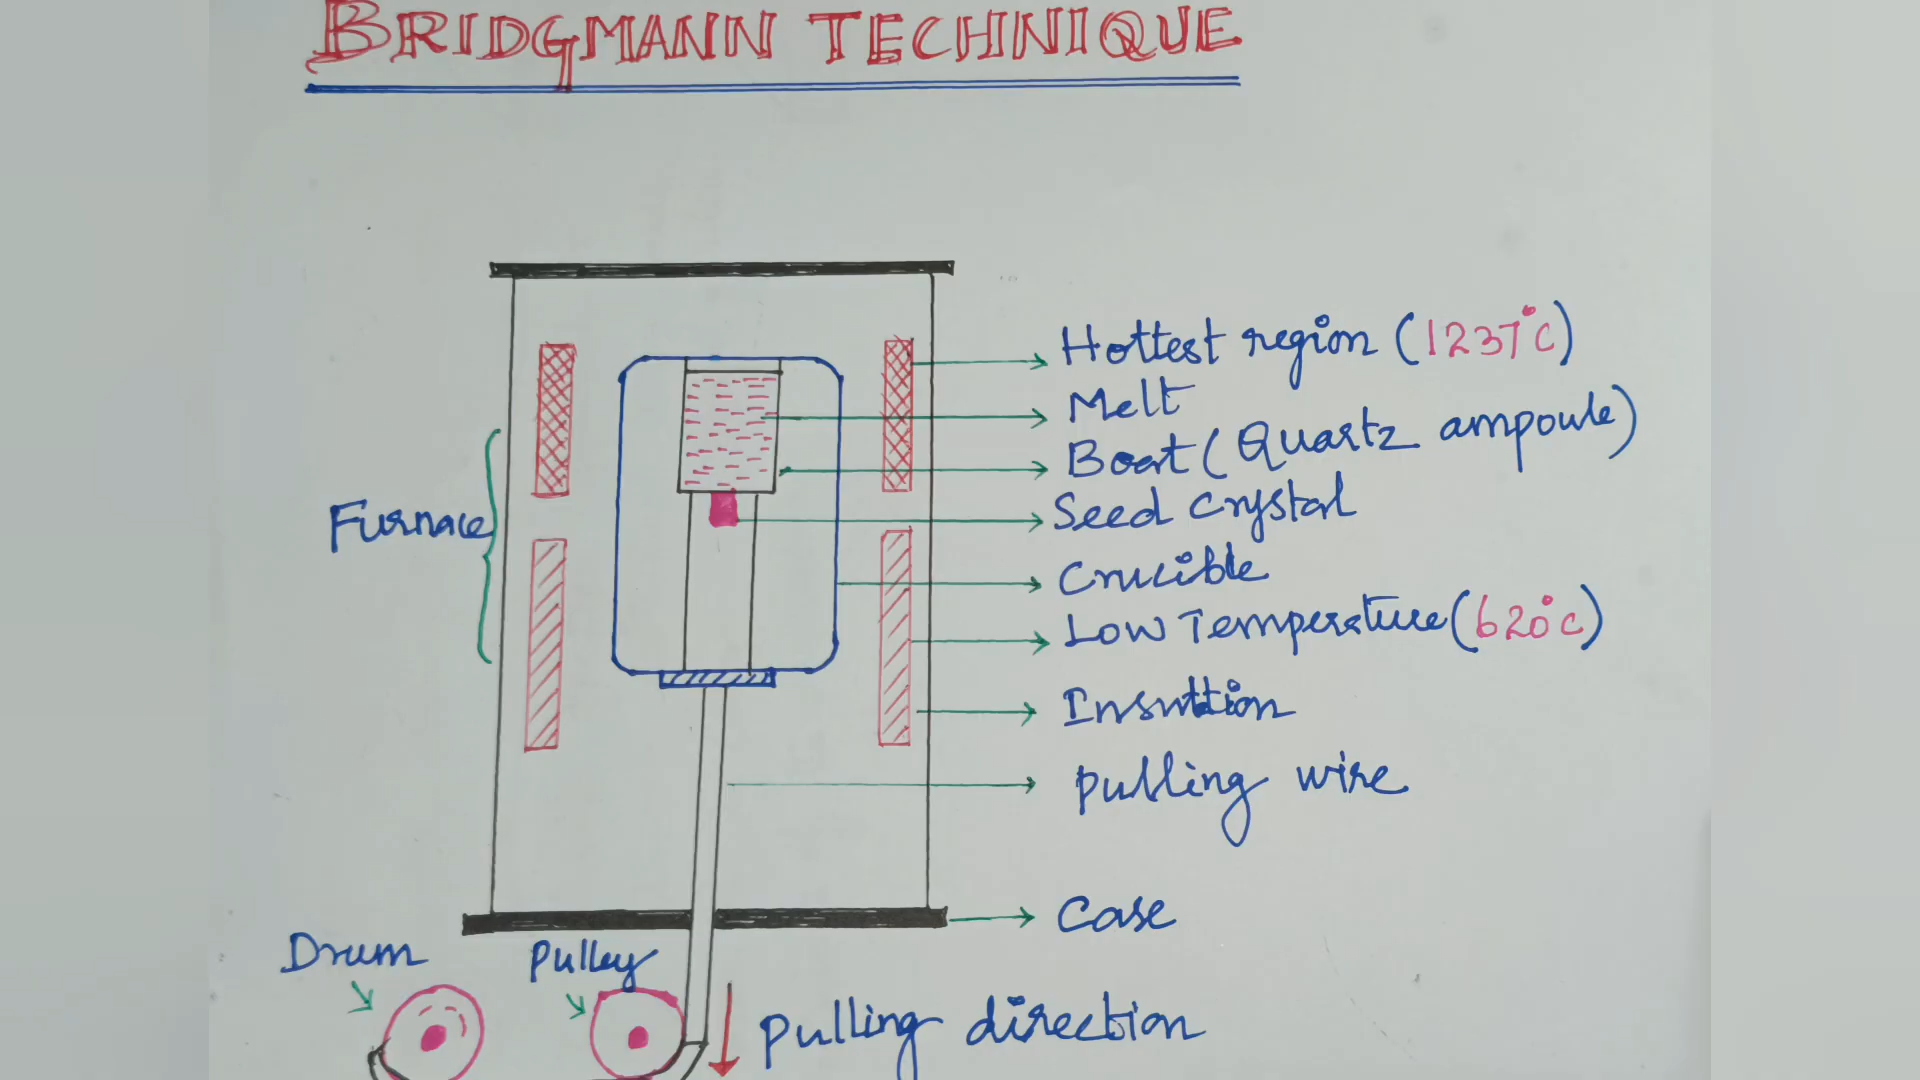 BRIDGMANN TECHNIQUE
Hottest region (1237°C)
Melt
Boat (Quartz ampoule)
Furnace
Seed crystal
Crucible
Low Temperature (620°C)
pulling wire
Case
Drum
Pulley
Pulling direction